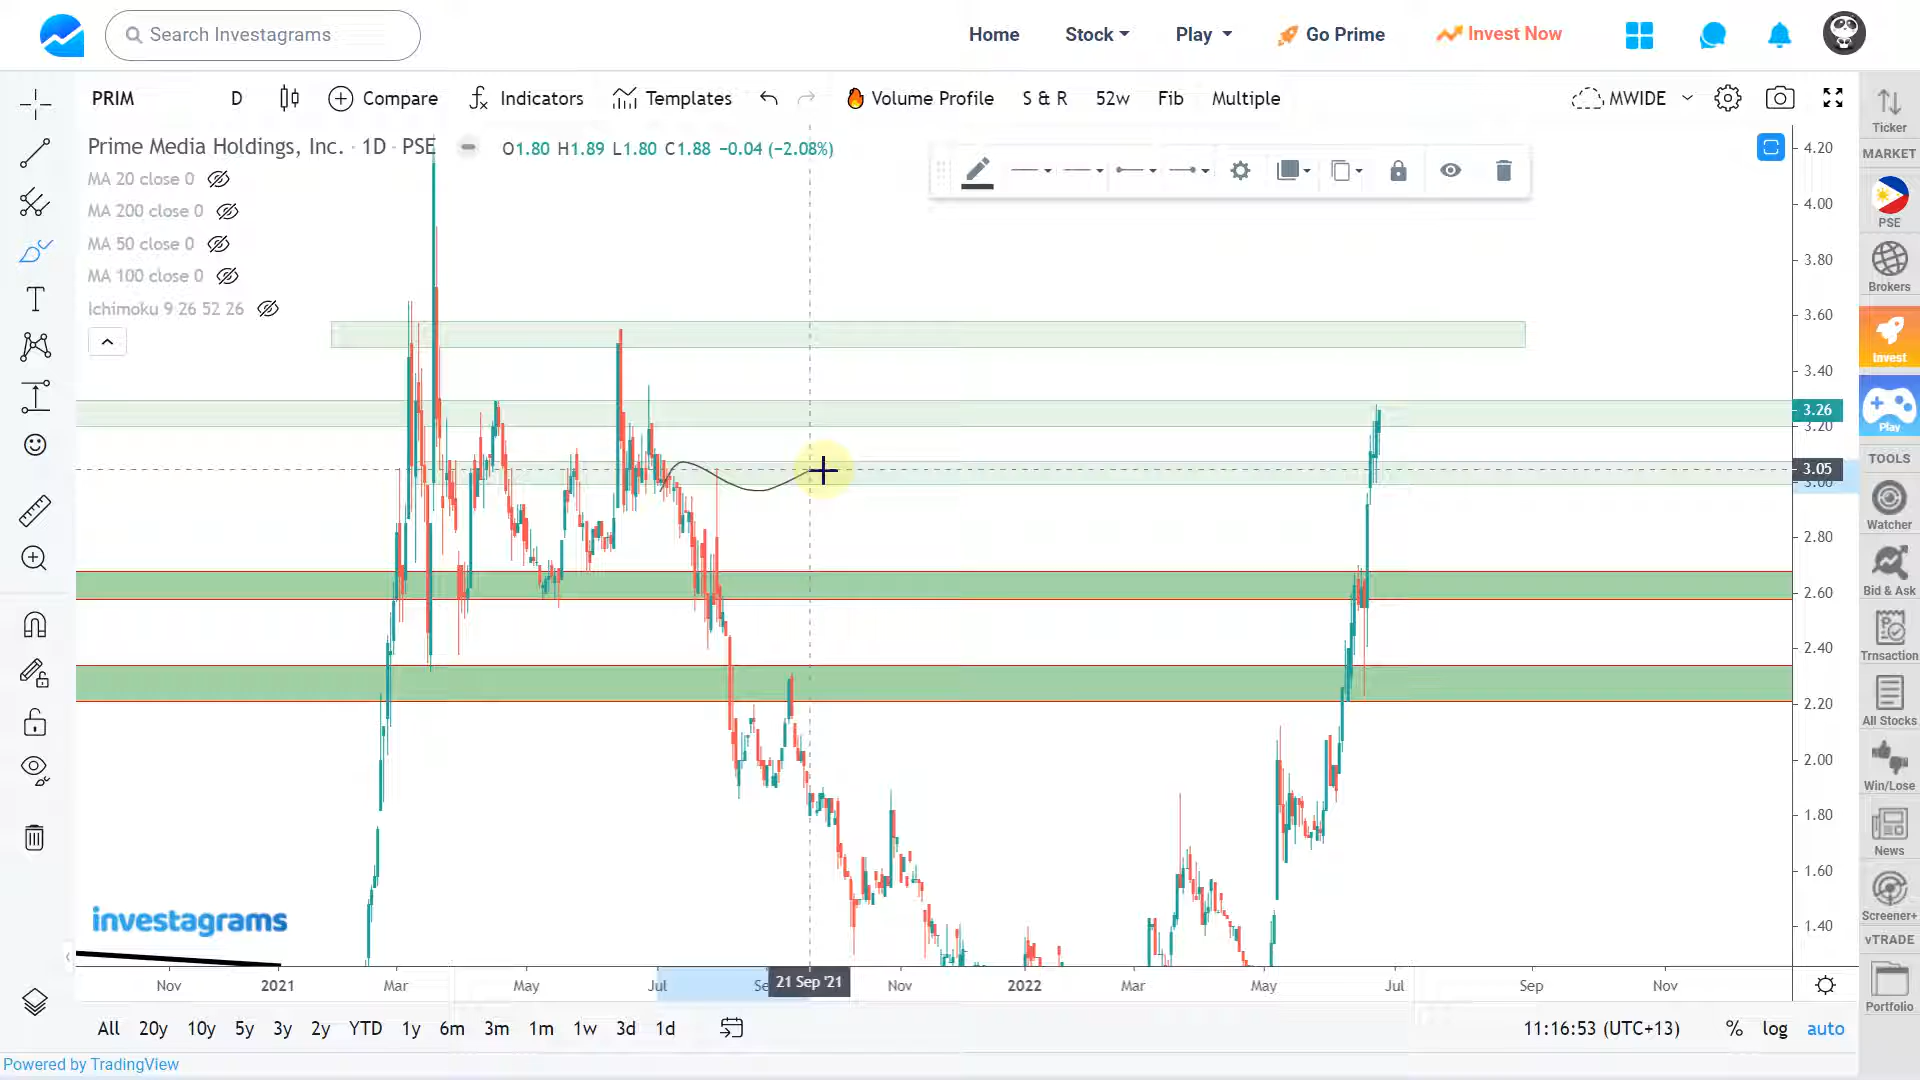 Search Investagrams
Home
Stock
Play
Go Prime
Invest Now
PRIM
D
Compare
Indicators
Templates
Volume Profile
S & R
52w
Fib
Multiple
MWIDE
Prime Media Holdings, Inc. · 1D · PSE
O1.80 H1.89 L1.80 C1.88 −0.04 (−2.08%)
MA 20 close 0
MA 200 close 0
MA 50 close 0
MA 100 close 0
Ichimoku 9 26 52 26
4.20
4.00
3.80
3.60
3.40
3.26
3.20
3.05
3.00
2.80
2.60
2.40
2.20
2.00
1.80
1.60
1.40
Ticker
MARKET
PSE
Brokers
Invest
Play
TOOLS
Watcher
Bid & Ask
Trnsaction
All Stocks
Win/Lose
News
Screener+
vTRADE
Portfolio
investagrams
Nov
2021
Mar
May
Jul
Se
21 Sep '21
Nov
2022
Mar
May
Jul
Sep
Nov
All
20y
10y
5y
3y
2y
YTD
1y
6m
3m
1m
1w
3d
1d
11:16:53 (UTC+13)
%
log
auto
Powered by TradingView